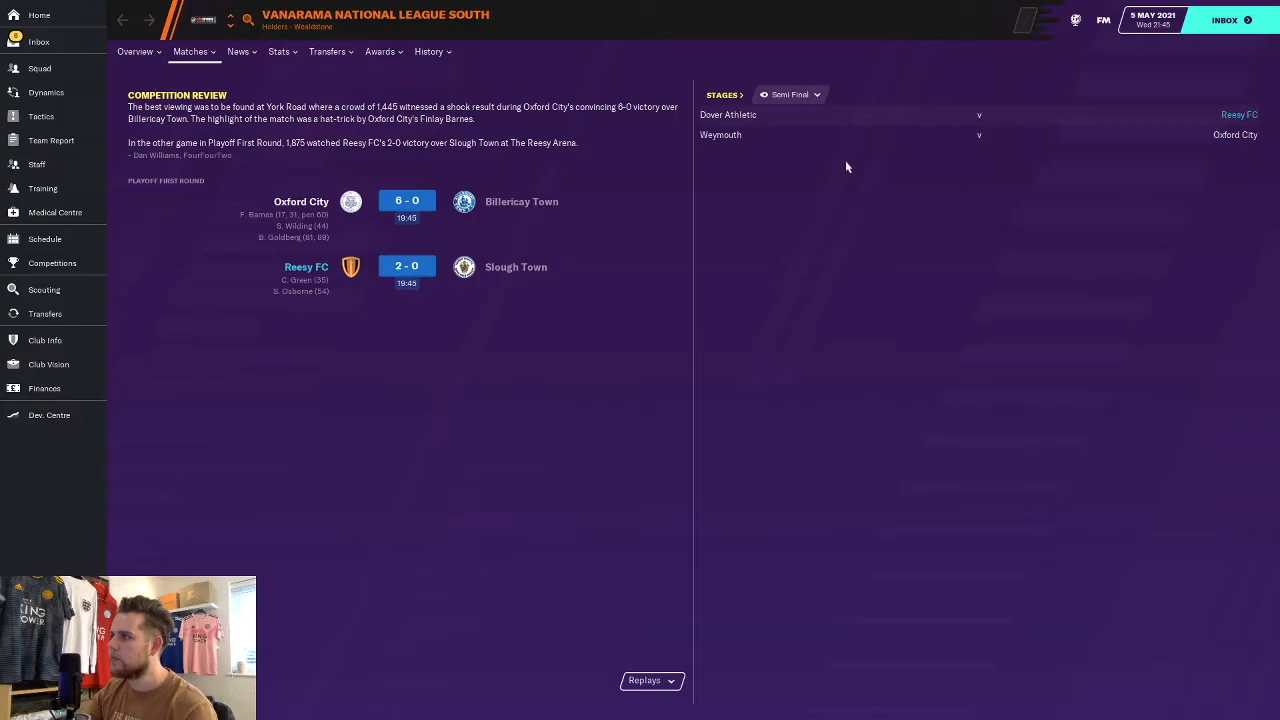 VANARAMA NATIONAL LEAGUE SOUTH
Holders - Wealdstone
FM
5 MAY 2021
Wed 21:45
INBOX
6
Inbox
Home
Squad
Dynamics
Tactics
Team Report
Staff
Training
Medical Centre
Schedule
Competitions
Scouting
Transfers
Club Info
Club Vision
Finances
Dev. Centre
Overview
Matches
News
Stats
Transfers
Awards
History
COMPETITION REVIEW
The best viewing was to be found at York Road where a crowd of 1,445 witnessed a shock result during Oxford City's convincing 6-0 victory over
Billericay Town. The highlight of the match was a hat-trick by Oxford City's Finlay Barnes.
In the other game in Playoff First Round, 1,875 watched Reesy FC's 2-0 victory over Slough Town at The Reesy Arena.
- Dan Williams, FourFourTwo
PLAYOFF FIRST ROUND
Oxford City 6 - 0 Billericay Town
F. Barnes (17, 31, pen 60) 19:45
S. Wilding (44)
B. Goldberg (81, 89)
Reesy FC 2 - 0 Slough Town
C. Green (35) 19:45
S. Osborne (54)
STAGES > Semi Final
Dover Athletic v Reesy FC
Weymouth v Oxford City
Replays
KING
POWER
KING
POWER